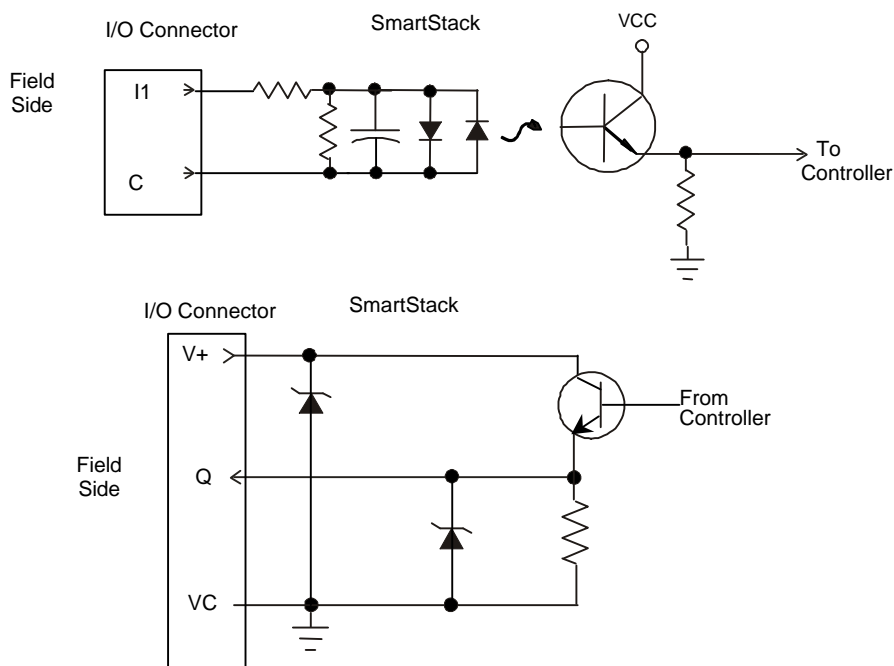 I/O Connector
SmartStack
VCC
Field
Side
I1
C
To
Controller
I/O Connector
SmartStack
V+
From
Controller
Field
Side
Q
VC